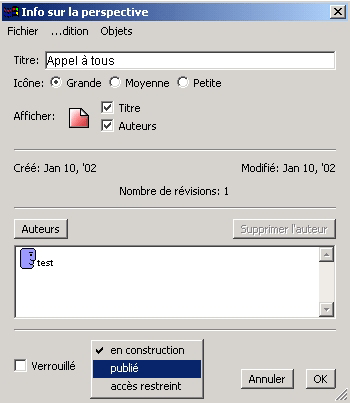 Info sur la perspective
Fichier ...dition Objets
Titre: Appel à tous
Icône: Grande Moyenne Petite
Afficher: Titre
Auteurs
Créé: Jan 10, '02 Modifié: Jan 10, '02
Nombre de révisions: 1
Auteurs Supprimer l'auteur
test
Verrouillé
en construction
publié
accès restreint
Annuler OK